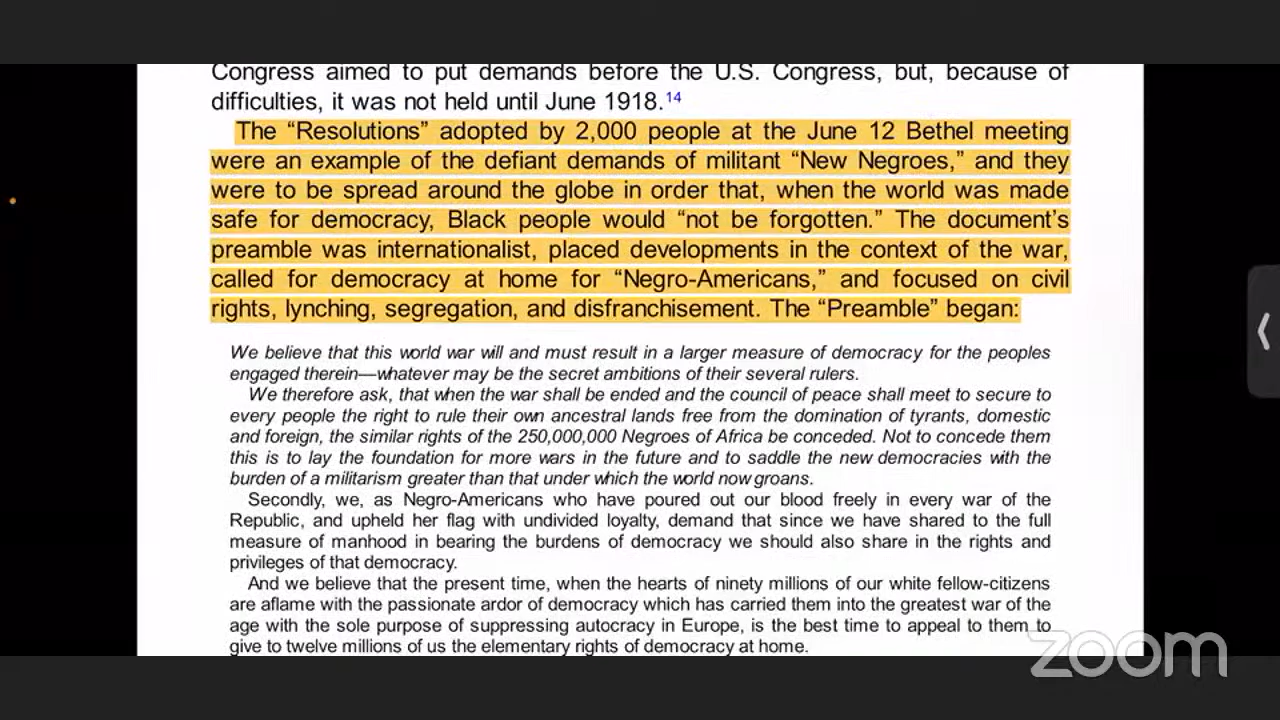 Congress aimed to put demands before the U.S. Congress, but, because of
difficulties, it was not held until June 1918.14
The “Resolutions” adopted by 2,000 people at the June 12 Bethel meeting
were an example of the defiant demands of militant “New Negroes,” and they
were to be spread around the globe in order that, when the world was made
safe for democracy, Black people would “not be forgotten.” The document’s
preamble was internationalist, placed developments in the context of the war,
called for democracy at home for “Negro-Americans,” and focused on civil
rights, lynching, segregation, and disfranchisement. The “Preamble” began:
We believe that this world war will and must result in a larger measure of democracy for the peoples
engaged therein—whatever may be the secret ambitions of their several rulers.
We therefore ask, that when the war shall be ended and the council of peace shall meet to secure to
every people the right to rule their own ancestral lands free from the domination of tyrants, domestic
and foreign, the similar rights of the 250,000,000 Negroes of Africa be conceded. Not to concede them
this is to lay the foundation for more wars in the future and to saddle the new democracies with the
burden of a militarism greater than that under which the world now groans.
Secondly, we, as Negro-Americans who have poured out our blood freely in every war of the
Republic, and upheld her flag with undivided loyalty, demand that since we have shared to the full
measure of manhood in bearing the burdens of democracy we should also share in the rights and
privileges of that democracy.
And we believe that the present time, when the hearts of ninety millions of our white fellow-citizens
are aflame with the passionate ardor of democracy which has carried them into the greatest war of the
age with the sole purpose of suppressing autocracy in Europe, is the best time to appeal to them to
give to twelve millions of us the elementary rights of democracy at home.
zoom